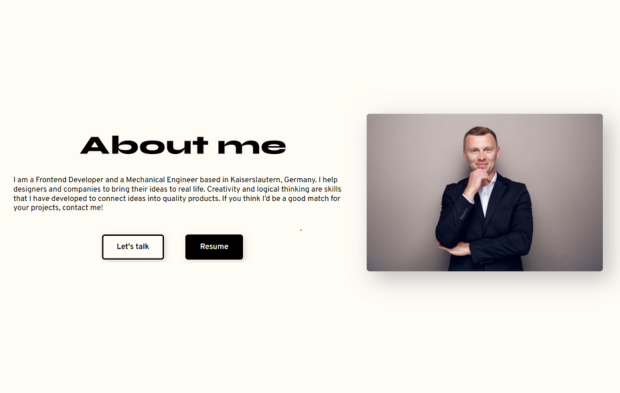 About me
I am a Frontend Developer and a Mechanical Engineer based in Kaiserslautern, Germany. I help
designers and companies to bring their ideas to real life. Creativity and logical thinking are skills
that I have developed to connect ideas into quality products. If you think I'd be a good match for
your projects, contact me!
Let's talk
Resume